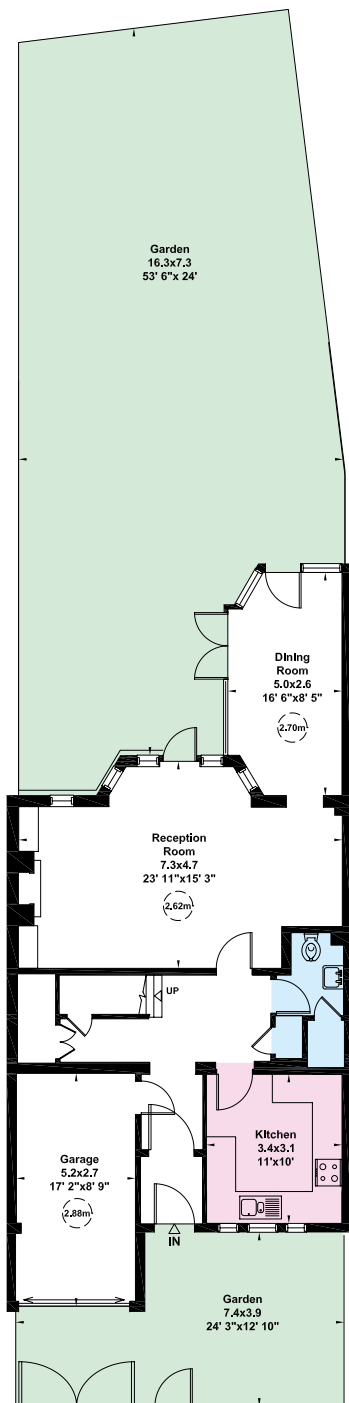 Garden
16.3x7.3
53' 6"x 24'
Dining
Room
5.0x2.6
16' 6"x8' 5"
2.70m
Reception
Room
7.3x4.7
23' 11"x15' 3"
2.62m
UP
Garage
5.2x2.7
17' 2"x8' 9"
2.88m
Kitchen
3.4x3.1
11'x10'
IN
Garden
7.4x3.9
24' 3"x12' 10"